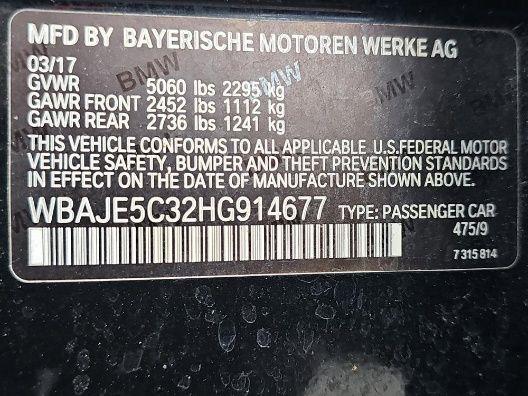 MFD BY BAYERISCHE MOTOREN WERKE AG
03/17
GVWR 5060 lbs 2295 kg
GAWR FRONT 2452 lbs 1112 kg
GAWR REAR 2736 lbs 1241 kg
THIS VEHICLE CONFORMS TO ALL APPLICABLE U.S.FEDERAL MOTOR
VEHICLE SAFETY, BUMPER AND THEFT PREVENTION STANDARDS
IN EFFECT ON THE DATE OF MANUFACTURE SHOWN ABOVE.
WBAJE5C32HG914677 TYPE: PASSENGER CAR
475/9
7 315 814
BMW
BMW
BMW